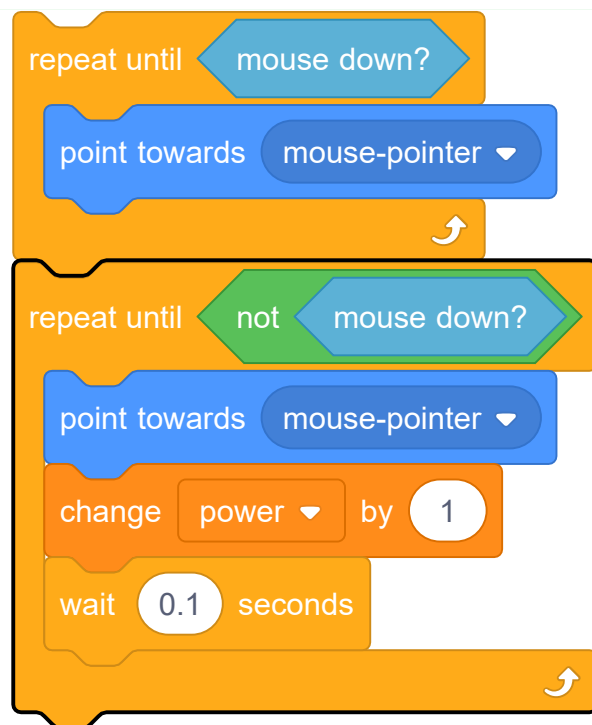 repeat until mouse down?
point towards mouse-pointer
repeat until not mouse down?
point towards mouse-pointer
change power by 1
wait 0.1 seconds